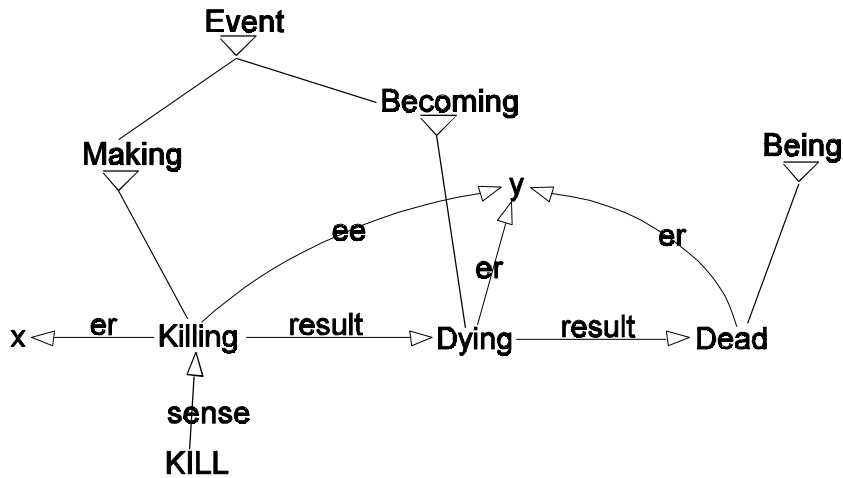 Event
Becoming
Making
Being
y
ee
er
er
x
er
Killing
result
Dying
result
Dead
sense
KILL